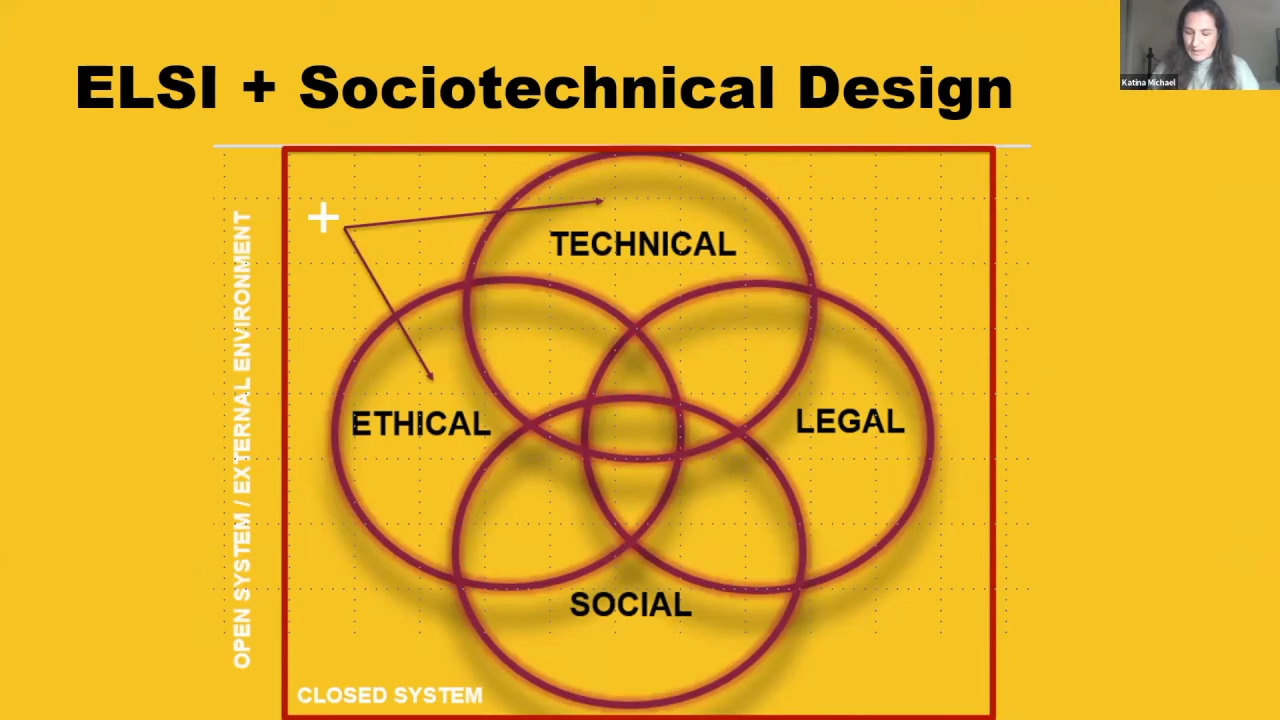 ELSI + Sociotechnical Design
Katina Michael
+
TECHNICAL
OPEN SYSTEM / EXTERNAL ENVIRONMENT
ETHICAL
LEGAL
SOCIAL
CLOSED SYSTEM